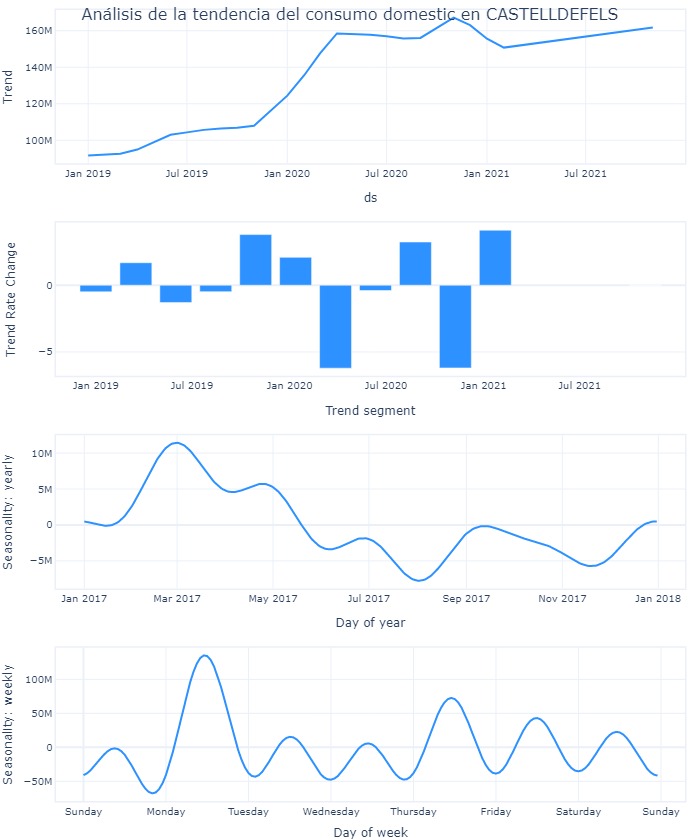 Análisis de la tendencia del consumo domestic en CASTELLDEFELS
160M
140M
120M
100M
Trend
Jan 2019 Jul 2019 Jan 2020 Jul 2020 Jan 2021 Jul 2021
ds
0
−5
Trend Rate Change
Jan 2019 Jul 2019 Jan 2020 Jul 2020 Jan 2021 Jul 2021
Trend segment
10M
5M
0
−5M
Seasonality: yearly
Jan 2017 Mar 2017 May 2017 Jul 2017 Sep 2017 Nov 2017 Jan 2018
Day of year
100M
50M
0
−50M
Seasonality: weekly
Sunday Monday Tuesday Wednesday Thursday Friday Saturday Sunday
Day of week